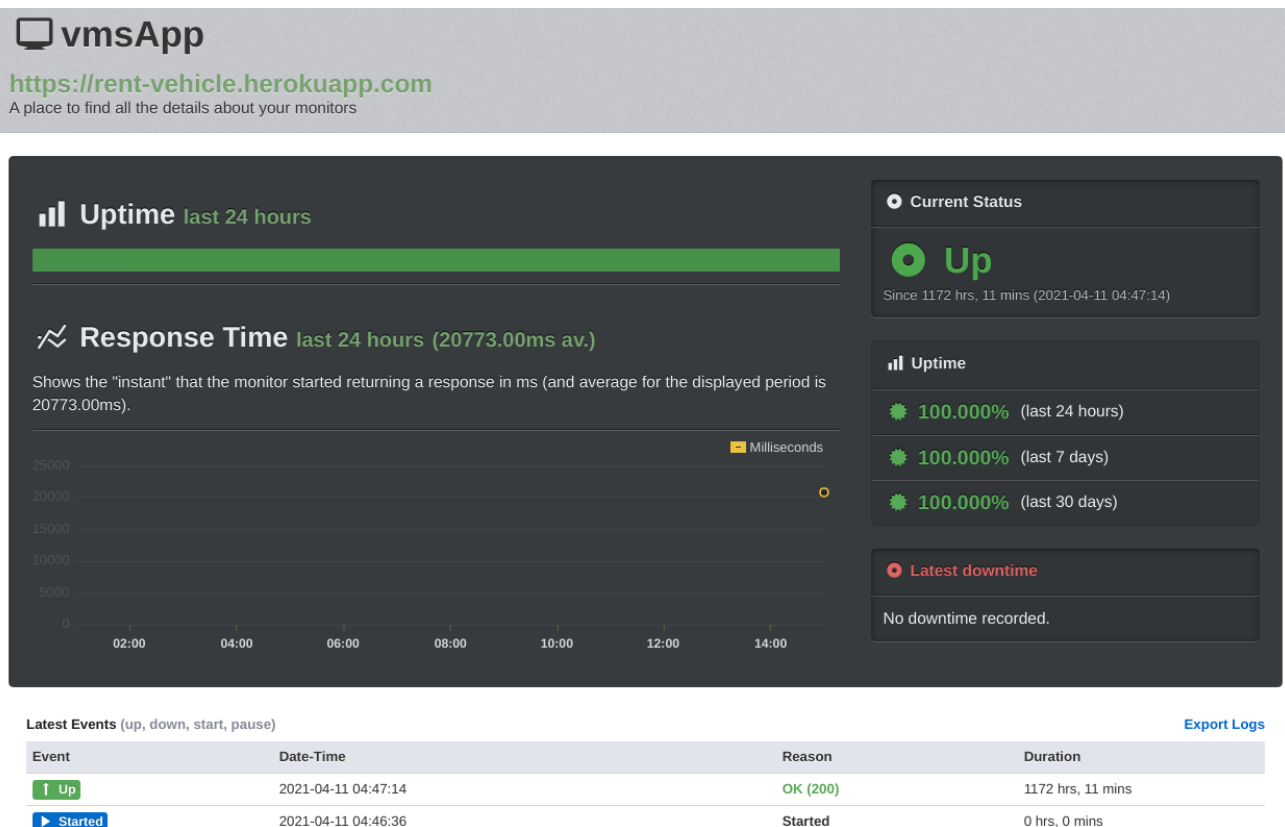 vmsApp
https://rent-vehicle.herokuapp.com
A place to find all the details about your monitors
Uptime last 24 hours
Response Time last 24 hours (20773.00ms av.)
Shows the "instant" that the monitor started returning a response in ms (and average for the displayed period is
20773.00ms).
Milliseconds
25000
20000
15000
10000
5000
0
02:00 04:00 06:00 08:00 10:00 12:00 14:00
Current Status
Up
Since 1172 hrs, 11 mins (2021-04-11 04:47:14)
Uptime
100.000% (last 24 hours)
100.000% (last 7 days)
100.000% (last 30 days)
Latest downtime
No downtime recorded.
Latest Events (up, down, start, pause) Export Logs
Event Date-Time Reason Duration
Up 2021-04-11 04:47:14 OK (200) 1172 hrs, 11 mins
Started 2021-04-11 04:46:36 Started 0 hrs, 0 mins